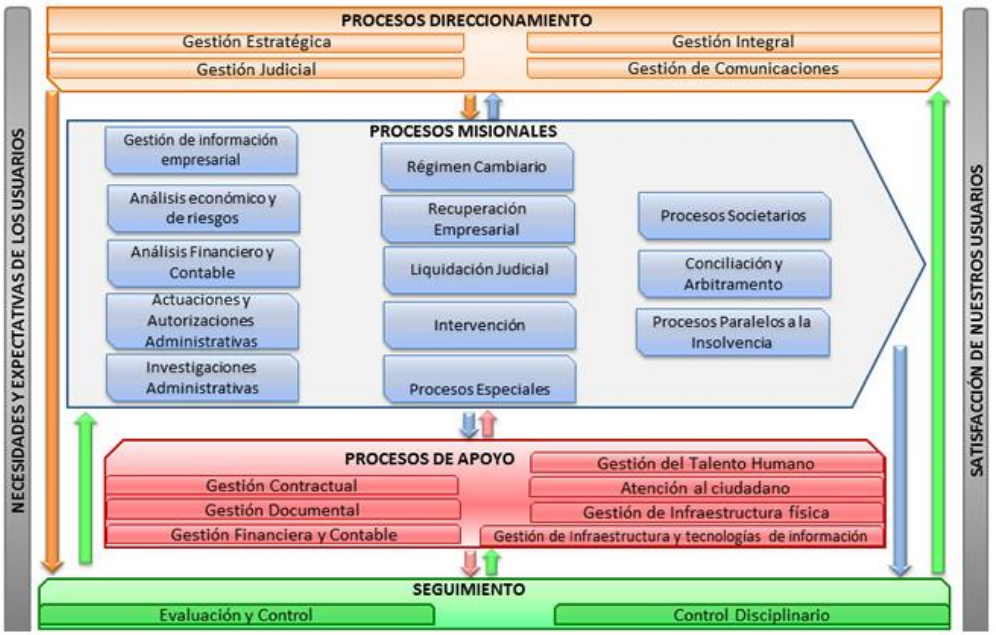 NECESIDADES Y EXPECTATIVAS DE LOS USUARIOS
PROCESOS DIRECCIONAMIENTO
Gestión Estratégica
Gestión Integral
Gestión Judicial
Gestión de Comunicaciones
PROCESOS MISIONALES
Gestión de información
empresarial
Análisis económico y
de riesgos
Análisis Financiero y
Contable
Actuaciones y
Autorizaciones
Administrativas
Investigaciones
Administrativas
Régimen Cambiario
Recuperación
Empresarial
Liquidación Judicial
Intervención
Procesos Especiales
Procesos Societarios
Conciliación y
Arbitramento
Procesos Paralelos a la
Insolvencia
PROCESOS DE APOYO
Gestión Contractual
Gestión Documental
Gestión Financiera y Contable
Gestión del Talento Humano
Atención al ciudadano
Gestión de Infraestructura física
Gestión de Infraestructura y tecnologías de información
SEGUIMIENTO
Evaluación y Control
Control Disciplinario
SATISFACCIÓN DE NUESTROS USUARIOS